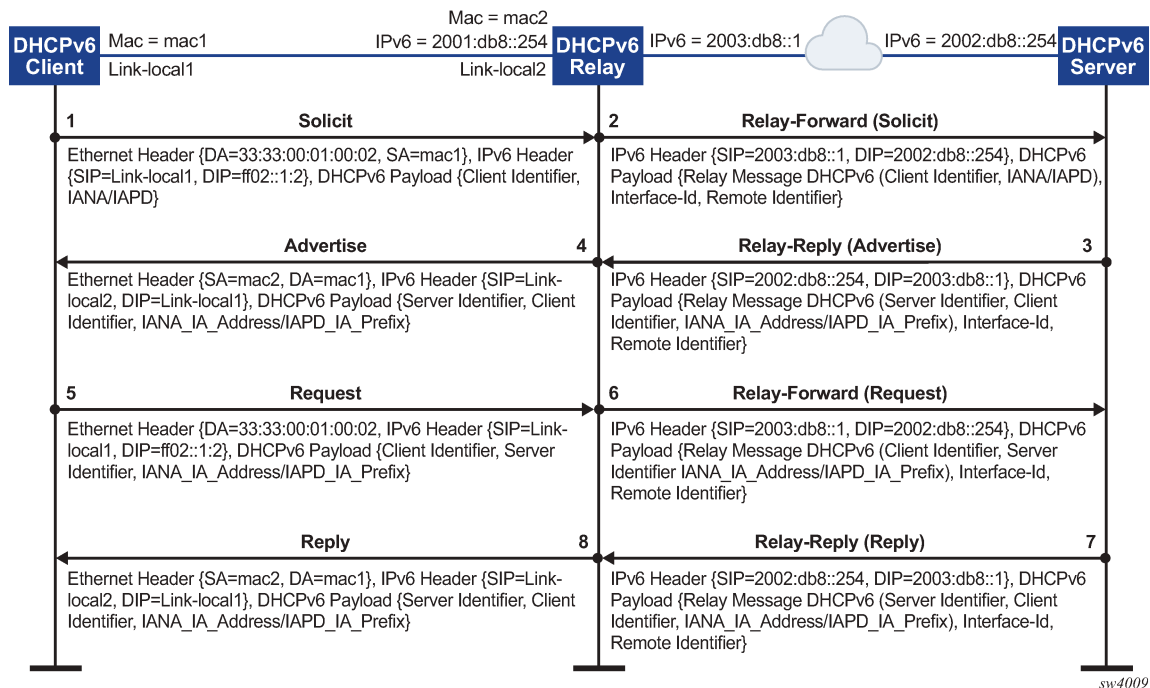 Mac = mac2
DHCPv6
Client
Mac = mac1
Link-local1
IPv6 = 2001:db8::254
Link-local2
DHCPv6
Relay
IPv6 = 2003:db8::1
IPv6 = 2002:db8::254
DHCPv6
Server
1 Solicit
Ethernet Header {DA=33:33:00:01:00:02, SA=mac1}, IPv6 Header
{SIP=Link-local1, DIP=ff02::1:2}, DHCPv6 Payload {Client Identifier,
IANA/IAPD}
2 Relay-Forward (Solicit)
IPv6 Header {SIP=2003:db8::1, DIP=2002:db8::254}, DHCPv6
Payload {Relay Message DHCPv6 (Client Identifier, IANA/IAPD),
Interface-Id, Remote Identifier}
Advertise 4
Ethernet Header {SA=mac2, DA=mac1}, IPv6 Header {SIP=Link-
local2, DIP=Link-local1}, DHCPv6 Payload {Server Identifier, Client
Identifier, IANA_IA_Address/IAPD_IA_Prefix}
Relay-Reply (Advertise) 3
IPv6 Header {SIP=2002:db8::254, DIP=2003:db8::1}, DHCPv6
Payload {Relay Message DHCPv6 (Server Identifier, Client
Identifier, IANA_IA_Address/IAPD_IA_Prefix), Interface-Id,
Remote Identifier}
5 Request
Ethernet Header {DA=33:33:00:01:00:02, IPv6 Header {SIP=Link-
local1, DIP=ff02::1:2}, DHCPv6 Payload {Client Identifier, Server
Identifier, IANA_IA_Address/IAPD_IA_Prefix}
6 Relay-Forward (Request)
IPv6 Header {SIP=2003:db8::1, DIP=2002:db8::254}, DHCPv6
Payload {Relay Message DHCPv6 (Client Identifier, Server
Identifier IANA_IA_Address/IAPD_IA_Prefix), Interface-Id,
Remote Identifier}
Reply 8
Ethernet Header {SA=mac2, DA=mac1}, IPv6 Header {SIP=Link-
local2, DIP=Link-local1}, DHCPv6 Payload {Server Identifier, Client
Identifier, IANA_IA_Address/IAPD_IA_Prefix}
Relay-Reply (Reply) 7
IPv6 Header {SIP=2002:db8::254, DIP=2003:db8::1}, DHCPv6
Payload {Relay Message DHCPv6 (Server Identifier, Client
Identifier, IANA_IA_Address/IAPD_IA_Prefix), Interface-Id,
Remote Identifier}
sw4009